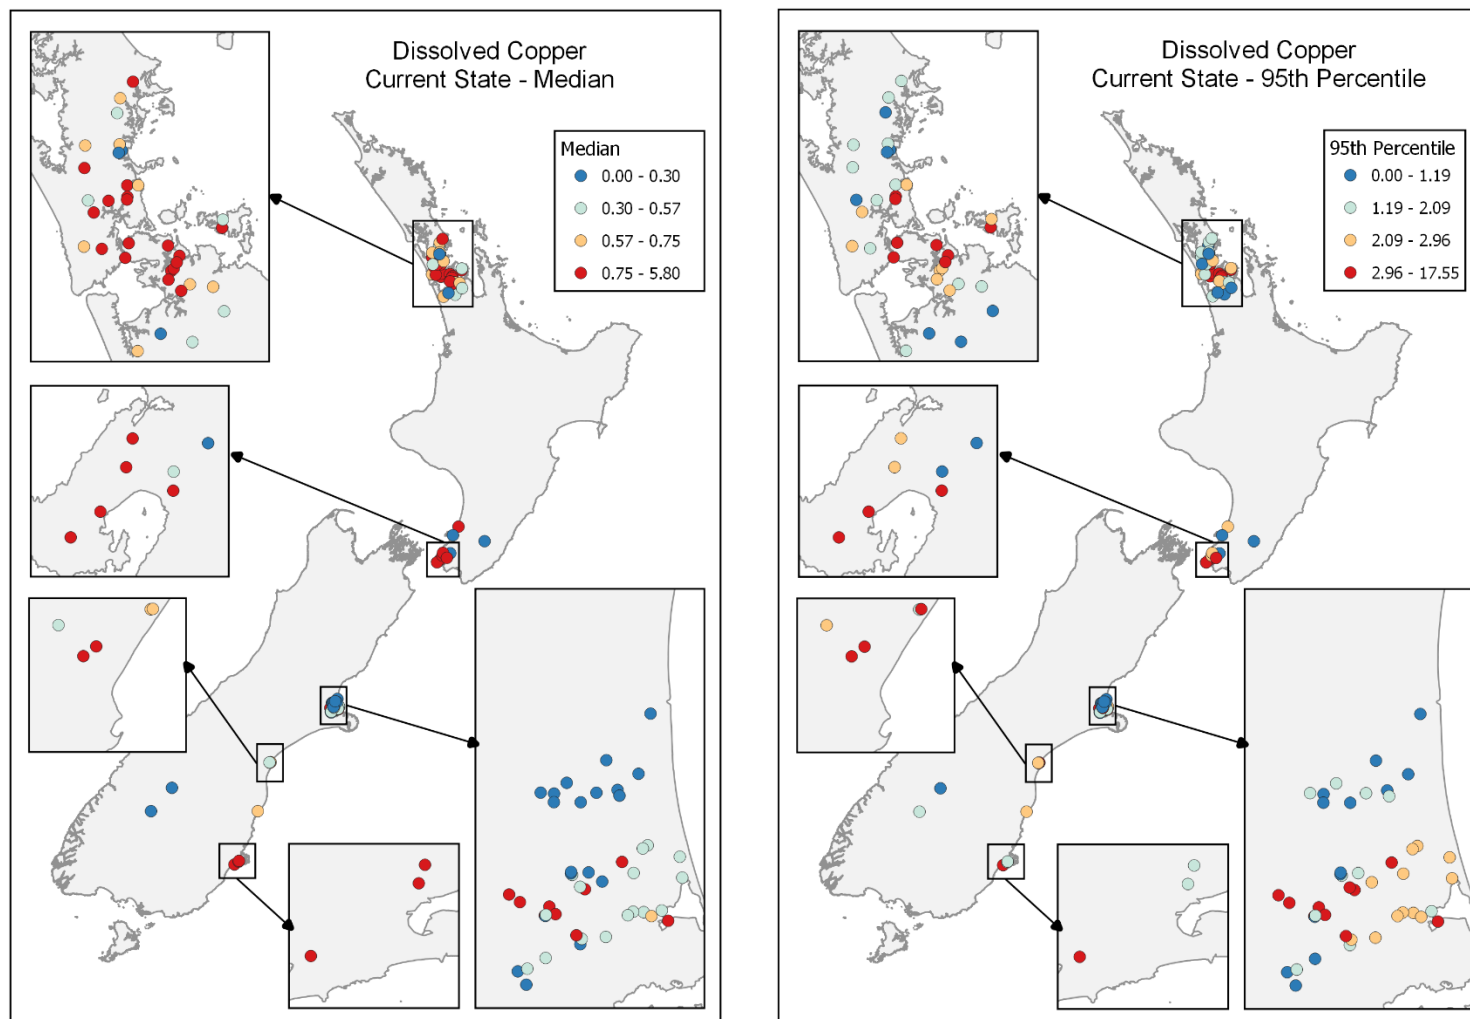 Dissolved Copper
Current State - Median
Median
0.00 - 0.30
0.30 - 0.57
0.57 - 0.75
0.75 - 5.80
Dissolved Copper
Current State - 95th Percentile
95th Percentile
0.00 - 1.19
1.19 - 2.09
2.09 - 2.96
2.96 - 17.55